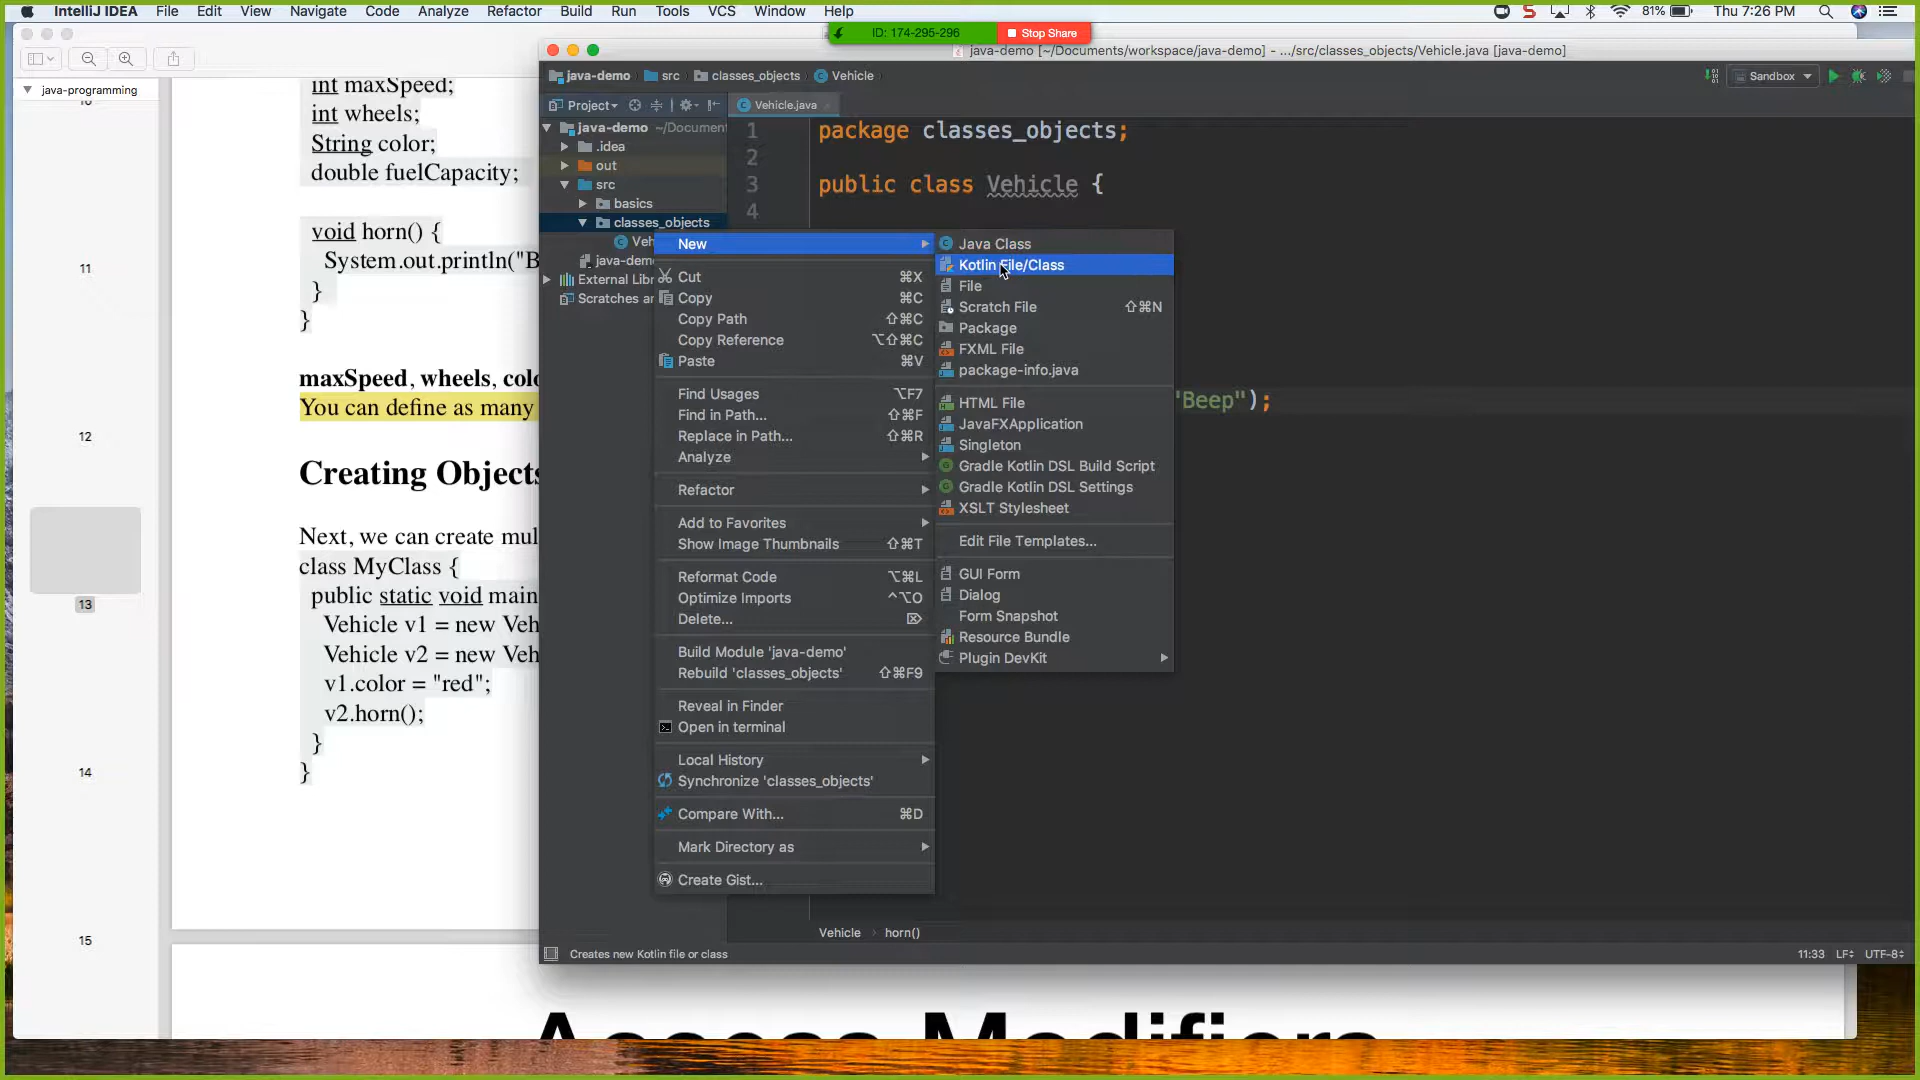 IntelliJ IDEA File Edit View Navigate Code Analyze Refactor Build Run Tools VCS Window Help
81% Thu 7:26 PM
ID: 174-295-296 Stop Share
java-demo [~/Documents/workspace/java-demo] - .../src/classes_objects/Vehicle.java [java-demo]
java-demo src classes_objects Vehicle
Sandbox
Project
Vehicle.java
java-programming
10
11
12
13
14
15
int maxSpeed;
int wheels;
String color;
double fuelCapacity;
void horn() {
System.out.println("B
}
}
maxSpeed, wheels, colo
You can define as many
Creating Objects
Next, we can create mul
class MyClass {
public static void main
Vehicle v1 = new Veh
Vehicle v2 = new Veh
v1.color = "red";
v2.horn();
}
}
Access Modifiers
java-demo ~/Document
.idea
out
src
basics
classes_objects
Veh
java-demo
External Libr
Scratches an
1 package classes_objects;
2
3 public class Vehicle {
4
"Beep");
New
Cut ⌘X
Copy ⌘C
Copy Path ⇧⌘C
Copy Reference ⌥⇧⌘C
Paste ⌘V
Find Usages ⌥F7
Find in Path... ⇧⌘F
Replace in Path... ⇧⌘R
Analyze
Refactor
Add to Favorites
Show Image Thumbnails ⇧⌘T
Reformat Code ⌥⌘L
Optimize Imports ^⌥O
Delete... ⌦
Build Module 'java-demo'
Rebuild 'classes_objects' ⇧⌘F9
Reveal in Finder
Open in terminal
Local History
Synchronize 'classes_objects'
Compare With... ⌘D
Mark Directory as
Create Gist...
Java Class
Kotlin File/Class
File
Scratch File ⇧⌘N
Package
FXML File
package-info.java
HTML File
JavaFXApplication
Singleton
Gradle Kotlin DSL Build Script
Gradle Kotlin DSL Settings
XSLT Stylesheet
Edit File Templates...
GUI Form
Dialog
Form Snapshot
Resource Bundle
Plugin DevKit
Vehicle › horn()
Creates new Kotlin file or class
11:33 LF UTF-8